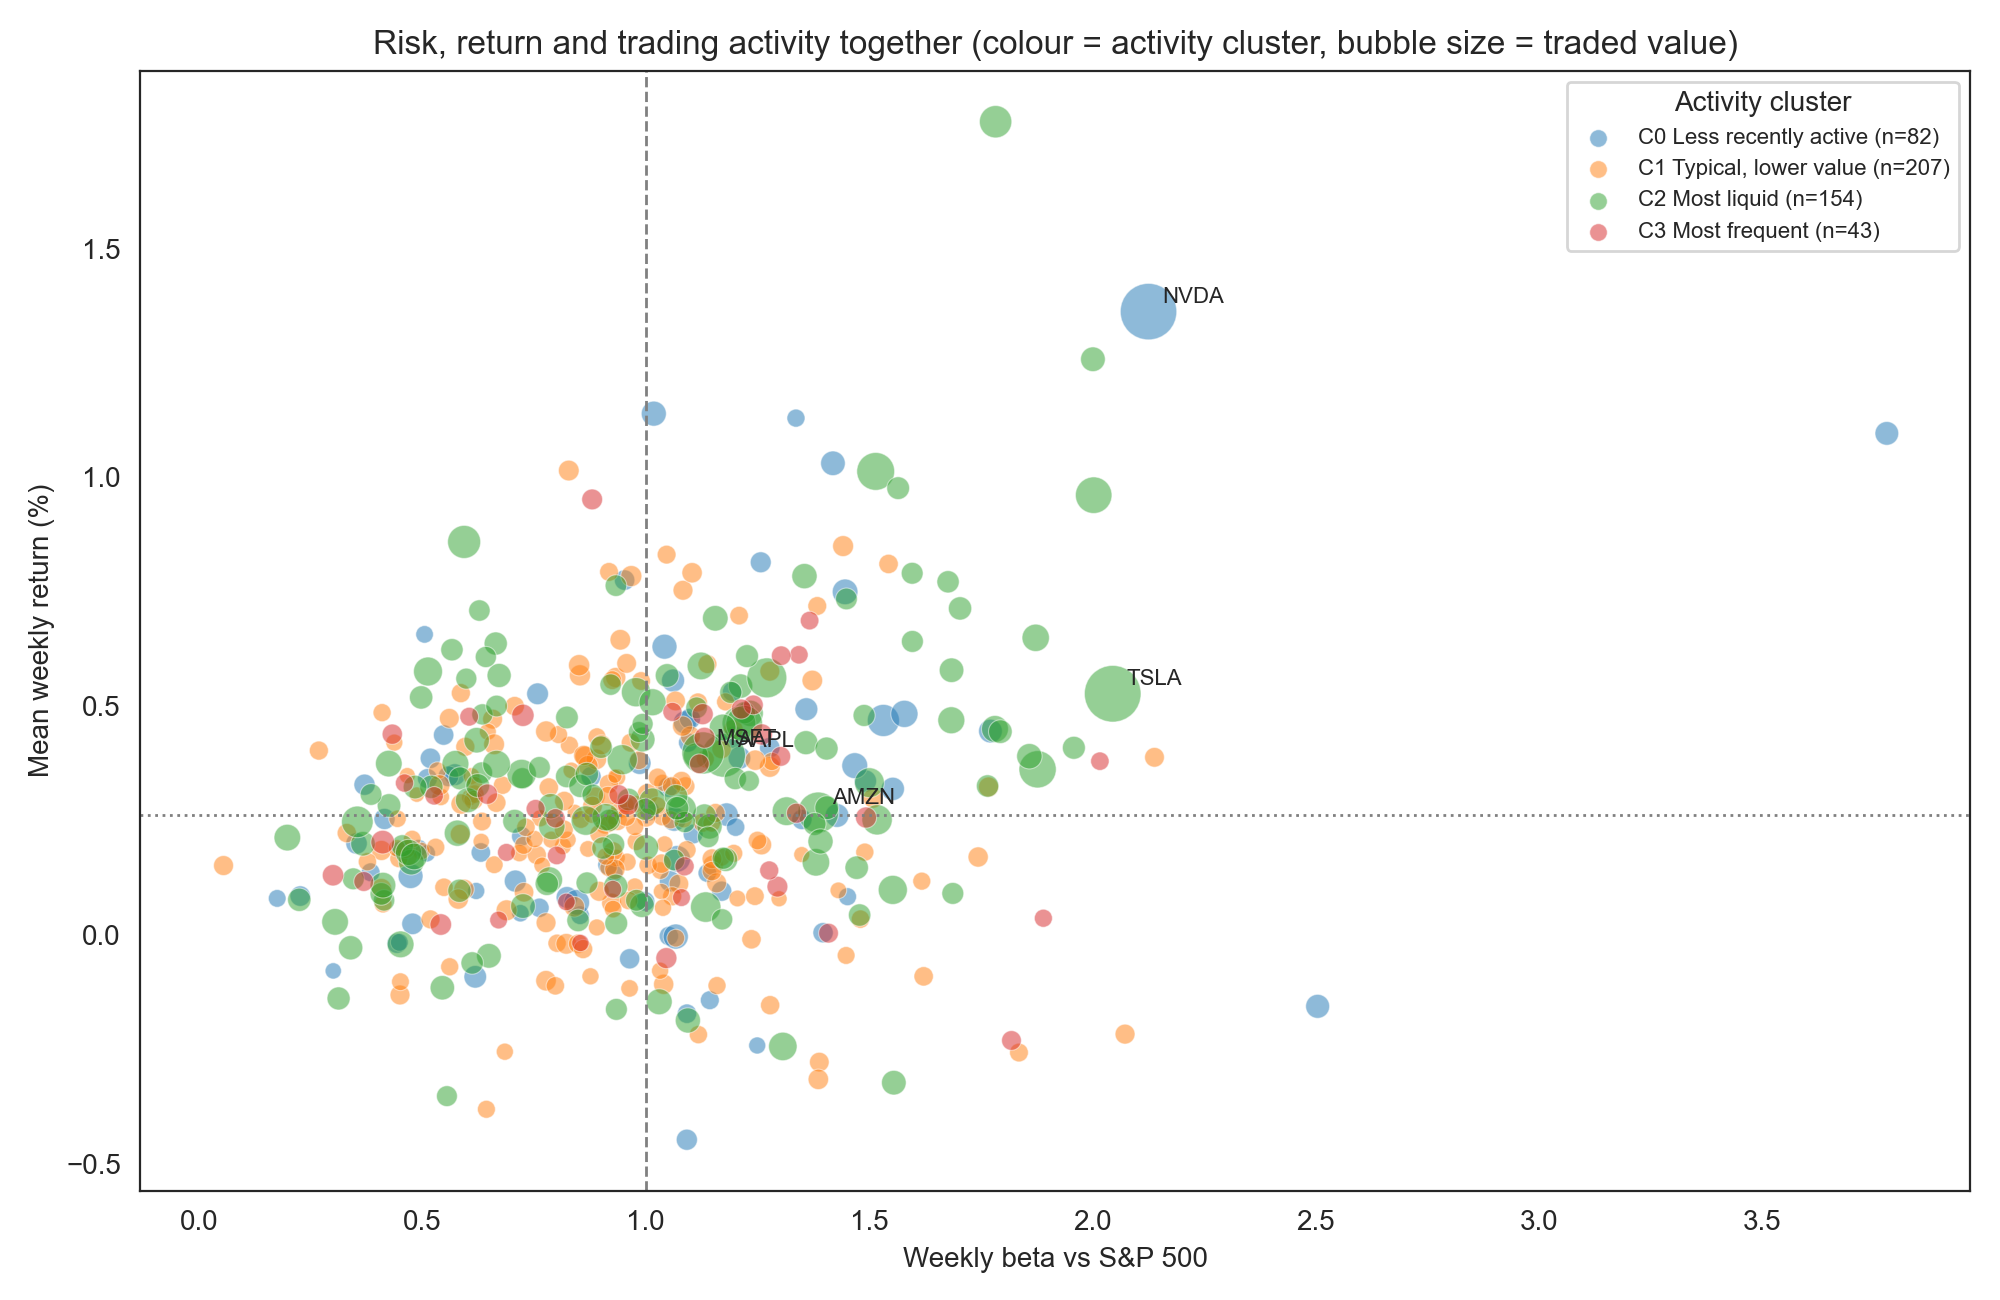 Risk, return and trading activity together (colour = activity cluster, bubble size = traded value)
Activity cluster
C0 Less recently active (n=82)
C1 Typical, lower value (n=207)
C2 Most liquid (n=154)
C3 Most frequent (n=43)
NVDA
TSLA
MSFT
AAPL
AMZN
Mean weekly return (%)
1.5
1.0
0.5
0.0
−0.5
0.0 0.5 1.0 1.5 2.0 2.5 3.0 3.5
Weekly beta vs S&P 500